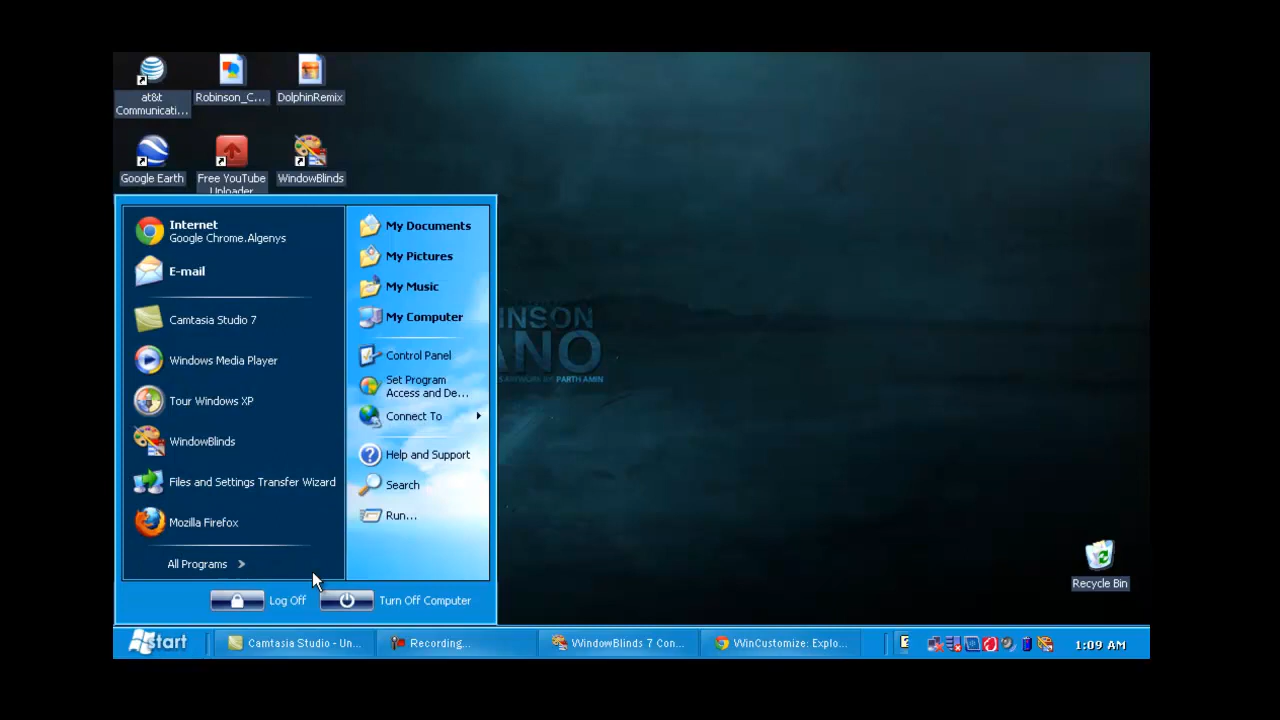 at&t
Communicati...
Robinson_C...
DolphinRemix
Google Earth
Free YouTube
Uploader
WindowBlinds
Internet
Google Chrome.Algenys
E-mail
Camtasia Studio 7
Windows Media Player
Tour Windows XP
WindowBlinds
Files and Settings Transfer Wizard
Mozilla Firefox
All Programs
My Documents
My Pictures
My Music
My Computer
Control Panel
Set Program
Access and De...
Connect To
Help and Support
Search
Run...
Log Off
Turn Off Computer
INSON
ANO
ARTWORK BY PARTH AMIN
Recycle Bin
Start
Camtasia Studio - Un...
Recording...
WindowBlinds 7 Con...
WinCustomize: Explo...
1:09 AM